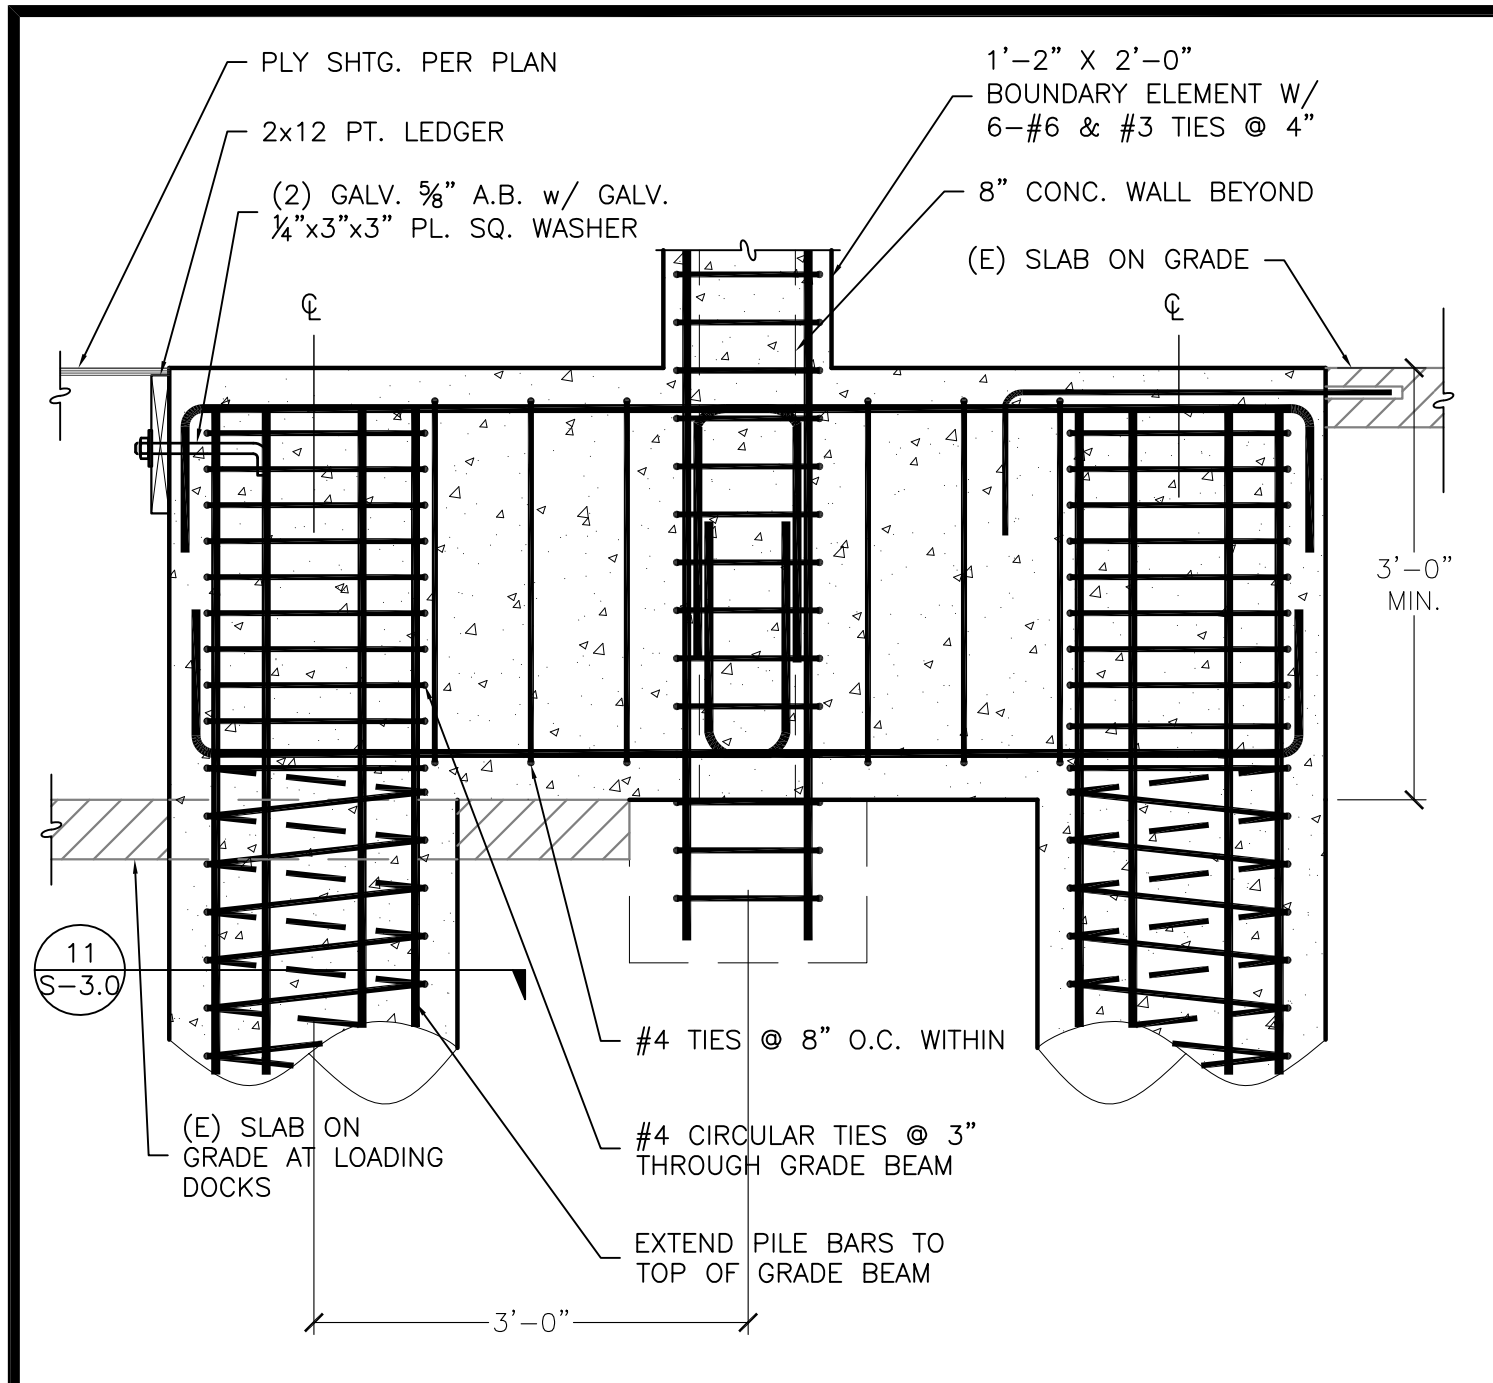 PLY SHTG. PER PLAN
2x12 PT. LEDGER
(2) GALV. ⅝" A.B. w/ GALV.
¼"x3"x3" PL. SQ. WASHER
1'-2" X 2'-0"
BOUNDARY ELEMENT W/
6-#6 & #3 TIES @ 4"
8" CONC. WALL BEYOND
(E) SLAB ON GRADE
℄
℄
3'-0"
MIN.
11
S-3.0
#4 TIES @ 8" O.C. WITHIN
#4 CIRCULAR TIES @ 3"
THROUGH GRADE BEAM
(E) SLAB ON
GRADE AT LOADING
DOCKS
EXTEND PILE BARS TO
TOP OF GRADE BEAM
3'-0"